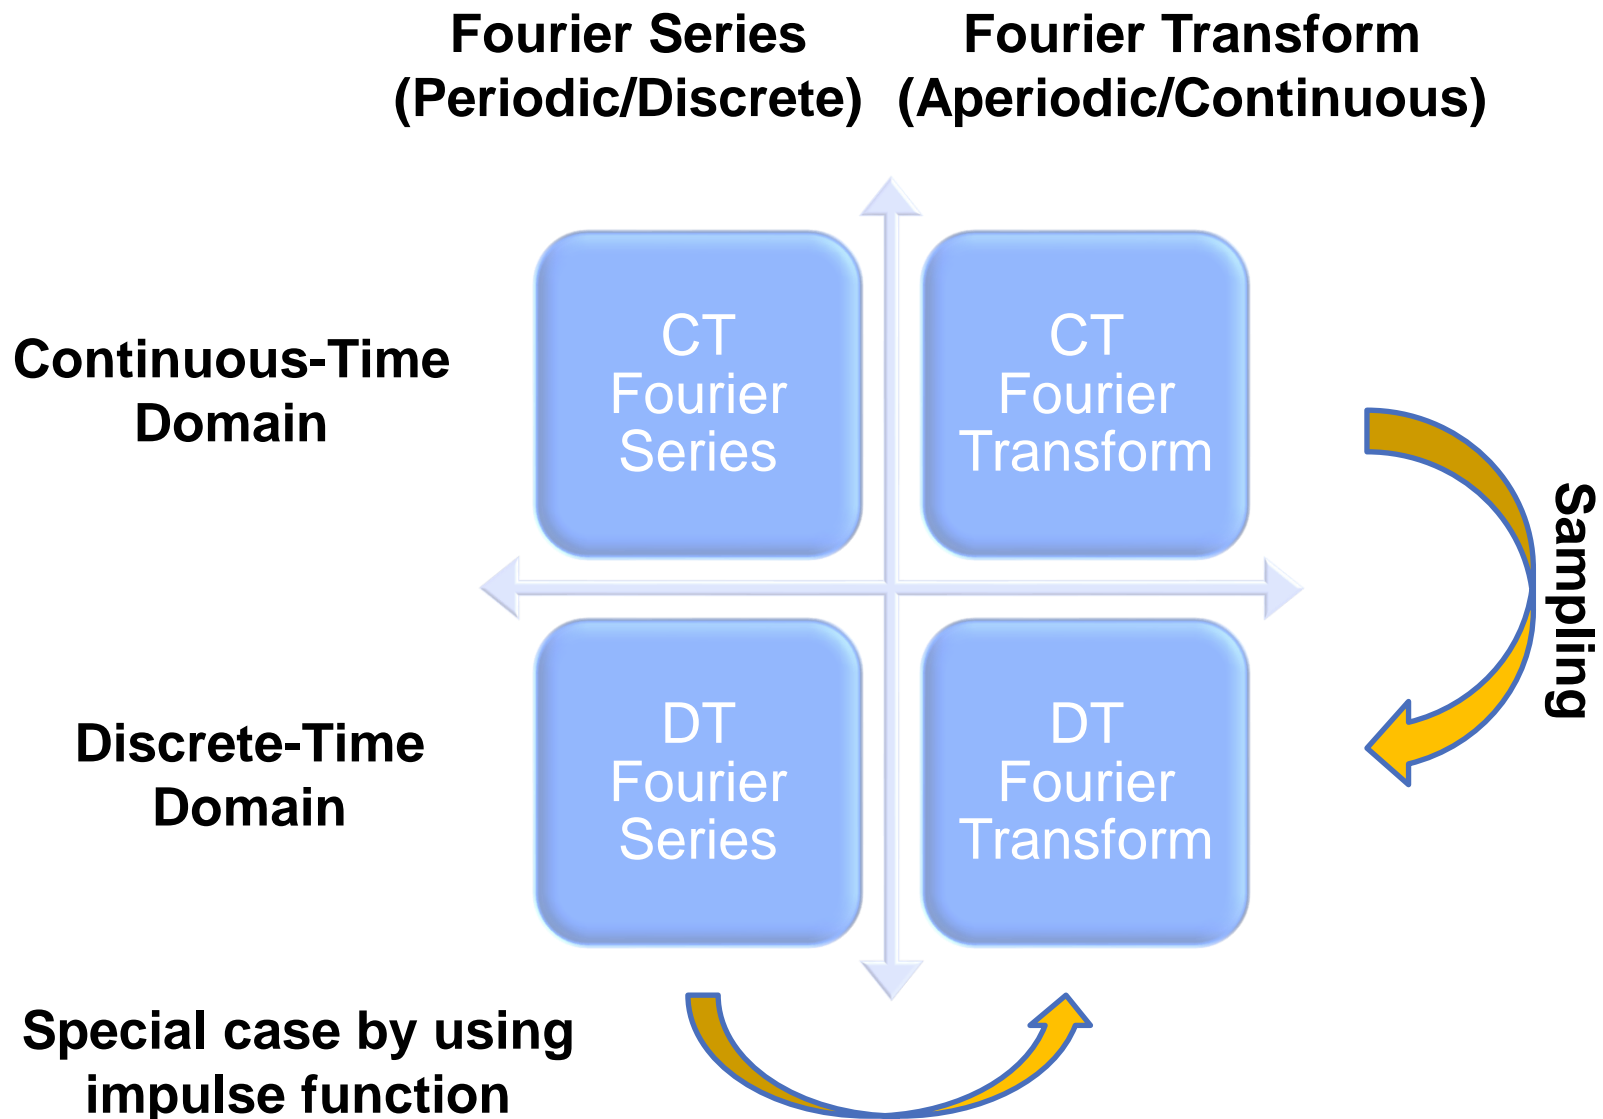 Fourier Series
(Periodic/Discrete)
Fourier Transform
(Aperiodic/Continuous)
Continuous-Time
Domain
CT
Fourier
Series
CT
Fourier
Transform
Sampling
Discrete-Time
Domain
DT
Fourier
Series
DT
Fourier
Transform
Special case by using
impulse function